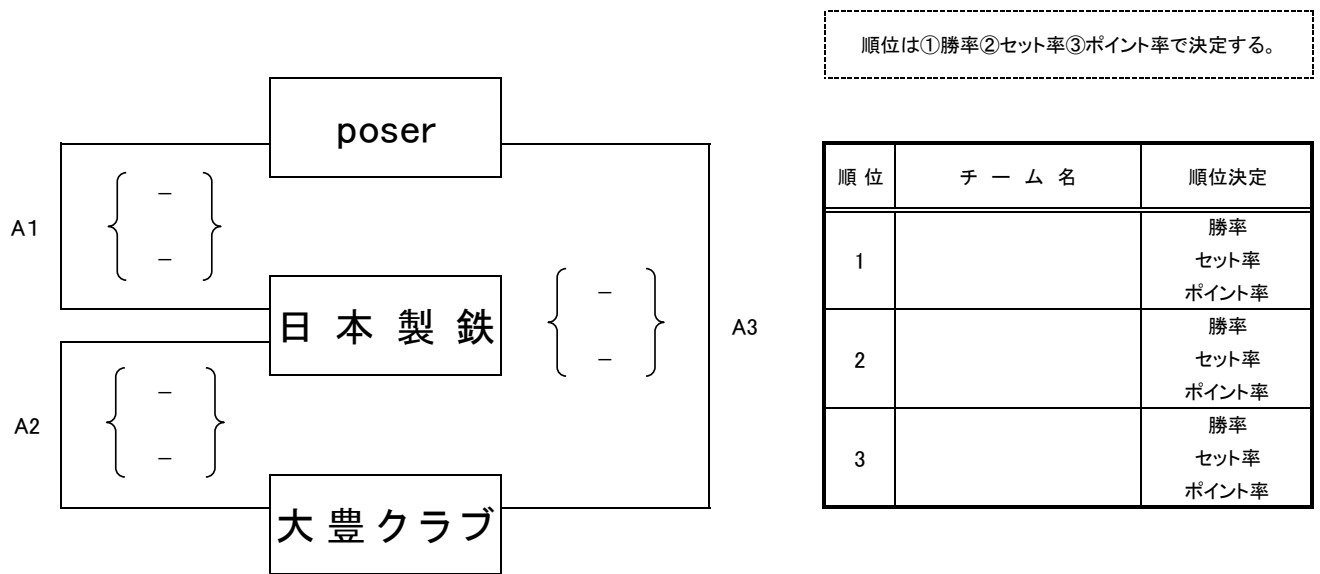 順位は①勝率②セット率③ポイント率で決定する。
poser
A1
－
－
日本製鉄
A2
－
－
大豊クラブ
－
－
A3
順位 チーム名 順位決定
1
勝率
セット率
ポイント率
2
勝率
セット率
ポイント率
3
勝率
セット率
ポイント率